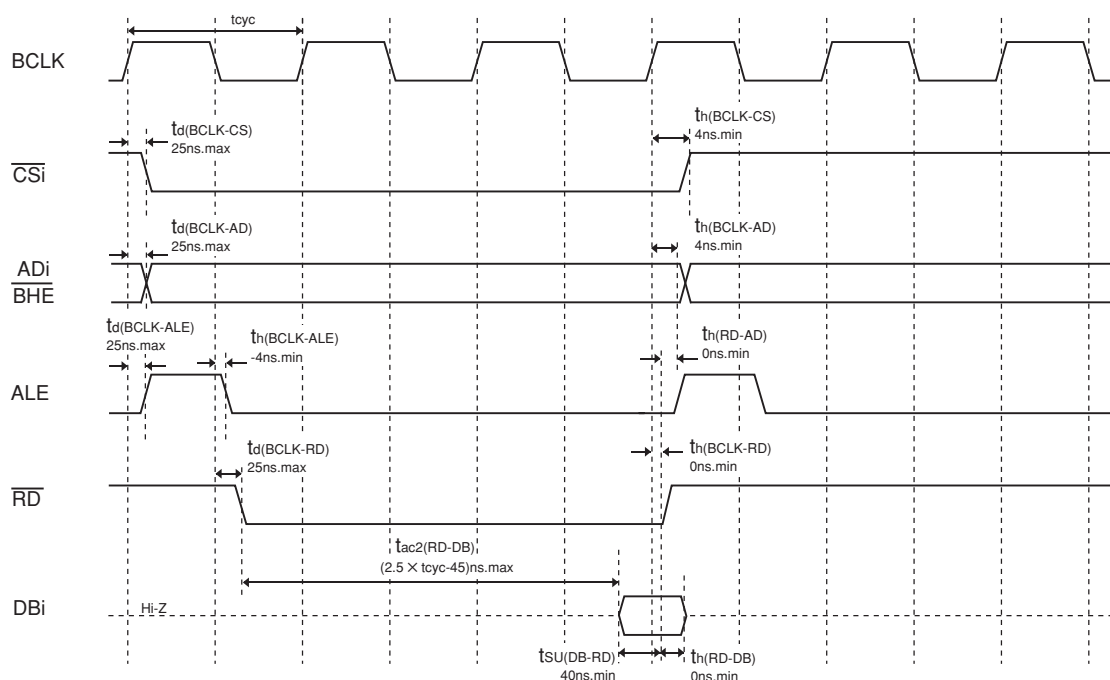 tcyc
BCLK
td(BCLK-CS)
25ns.max
th(BCLK-CS)
4ns.min
CSi
td(BCLK-AD)
25ns.max
th(BCLK-AD)
4ns.min
ADi
BHE
td(BCLK-ALE)
25ns.max
th(BCLK-ALE)
-4ns.min
th(RD-AD)
0ns.min
ALE
td(BCLK-RD)
25ns.max
th(BCLK-RD)
0ns.min
RD
tac2(RD-DB)
(2.5 × tcyc-45)ns.max
DBi
Hi-Z
tSU(DB-RD)
40ns.min
th(RD-DB)
0ns.min